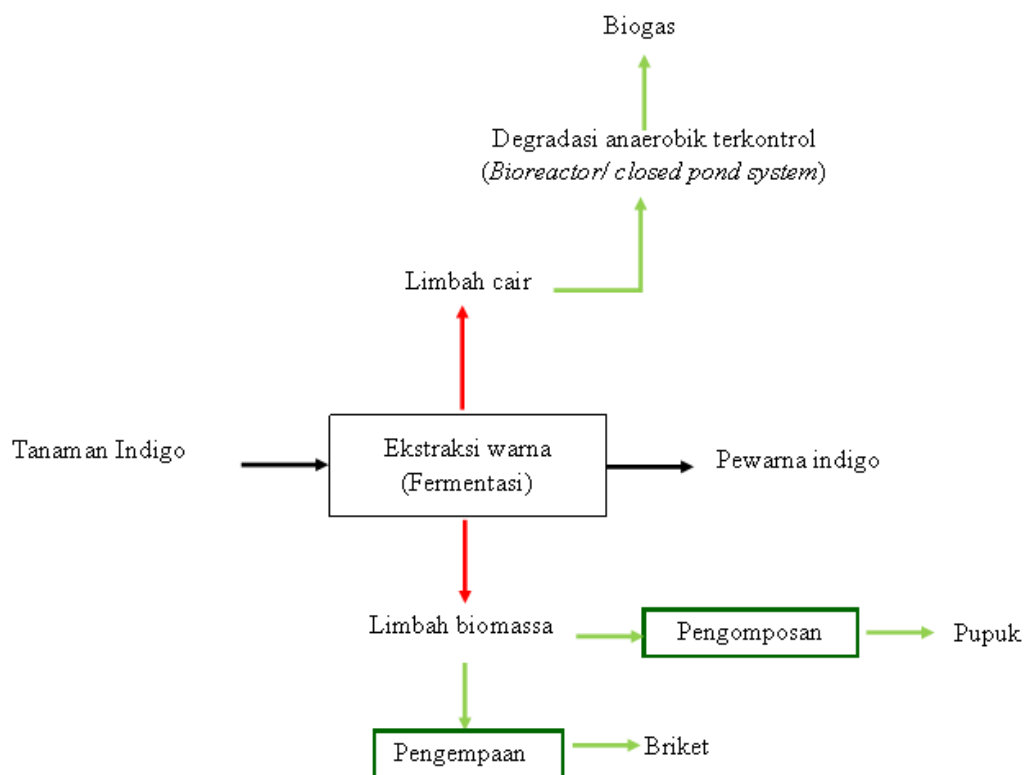 Biogas
Degradasi anaerobik terkontrol
(Bioreactor/ closed pond system)
Limbah cair
Tanaman Indigo
Ekstraksi warna
(Fermentasi)
Pewarna indigo
Limbah biomassa
Pengomposan
Pupuk
Pengempaan
Briket